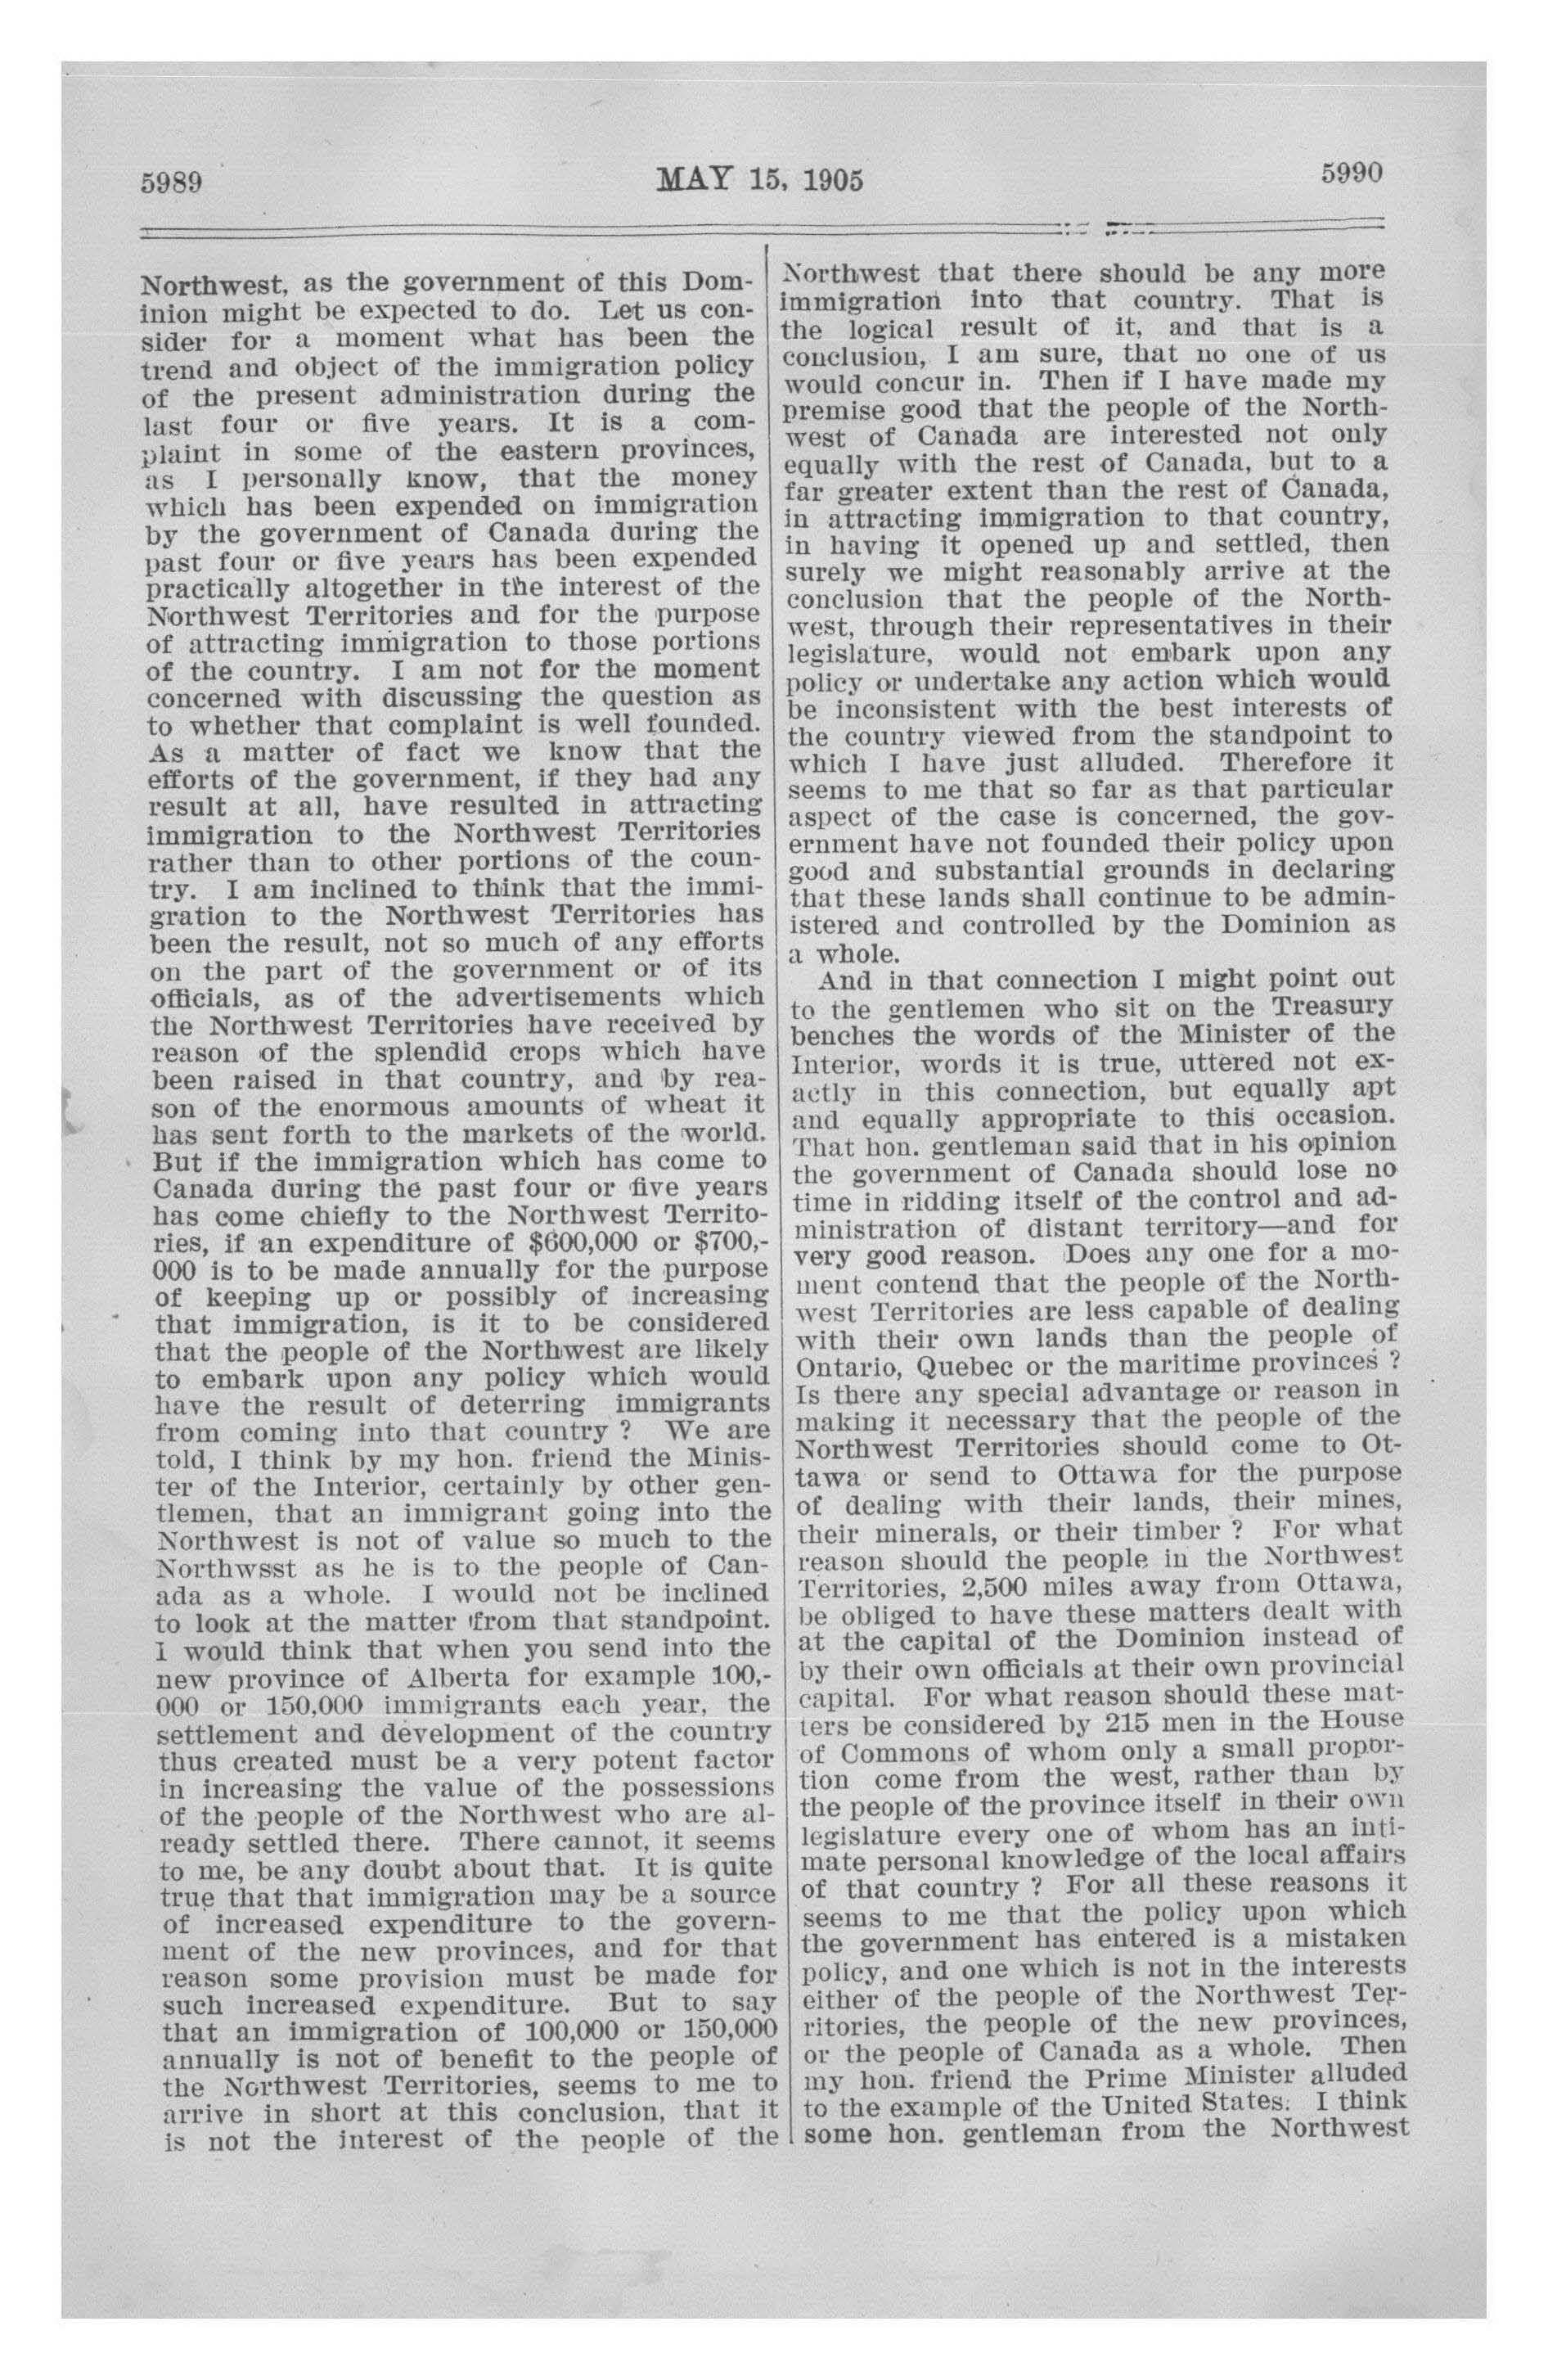 5989
MAY 15, 1905
5990
Northwest, as the government of this Dom-
inion might be expected to do. Let us con-
sider for a moment what has been the
trend and object of the immigration policy
of the present administration during the
last four or five years. It is a com-
plaint in some of the eastern provinces,
as I personally know, that the money
which has been expended on immigration
by the government of Canada during the
past four or five years has been expended
practically altogether in the interest of the
Northwest Territories and for the purpose
of attracting immigration to those portions
of the country. I am not for the moment
concerned with discussing the question as
to whether that complaint is well founded.
As a matter of fact we know that the
efforts of the government, if they had any
result at all, have resulted in attracting
immigration to the Northwest Territories
rather than to other portions of the coun-
try. I am inclined to think that the immi-
gration to the Northwest Territories has
been the result, not so much of any efforts
on the part of the government or of its
officials, as of the advertisements which
the Northwest Territories have received by
reason of the splendid crops which have
been raised in that country, and by rea-
son of the enormous amounts of wheat it
has sent forth to the markets of the world.
But if the immigration which has come to
Canada during the past four or five years
has come chiefly to the Northwest Territo-
ries, if an expenditure of $600,000 or $700,-
000 is to be made annually for the purpose
of keeping up or possibly of increasing
that immigration, is it to be considered
that the people of the Northwest are likely
to embark upon any policy which would
have the result of deterring immigrants
from coming into that country ? We are
told, I think by my hon. friend the Minis-
ter of the Interior, certainly by other gen-
tlemen, that an immigrant going into the
Northwest is not of value so much to the
Northwsst as he is to the people of Can-
ada as a whole. I would not be inclined
to look at the matter from that standpoint.
I would think that when you send into the
new province of Alberta for example 100,-
000 or 150,000 immigrants each year, the
settlement and development of the country
thus created must be a very potent factor
in increasing the value of the possessions
of the people of the Northwest who are al-
ready settled there. There cannot, it seems
to me, be any doubt about that. It is quite
true that that immigration may be a source
of increased expenditure to the govern-
ment of the new provinces, and for that
reason some provision must be made for
such increased expenditure. But to say
that an immigration of 100,000 or 150,000
annually is not of benefit to the people of
the Northwest Territories, seems to me to
arrive in short at this conclusion, that it
is not the interest of the people of the
Northwest that there should be any more
immigration into that country. That is
the logical result of it, and that is a
conclusion, I am sure, that no one of us
would concur in. Then if I have made my
premise good that the people of the North-
west of Canada are interested not only
equally with the rest of Canada, but to a
far greater extent than the rest of Canada,
in attracting immigration to that country,
in having it opened up and settled, then
surely we might reasonably arrive at the
conclusion that the people of the North-
west, through their representatives in their
legislature, would not embark upon any
policy or undertake any action which would
be inconsistent with the best interests of
the country viewed from the standpoint to
which I have just alluded. Therefore it
seems to me that so far as that particular
aspect of the case is concerned, the gov-
ernment have not founded their policy upon
good and substantial grounds in declaring
that these lands shall continue to be admin-
istered and controlled by the Dominion as
a whole.
And in that connection I might point out
to the gentlemen who sit on the Treasury
benches the words of the Minister of the
Interior, words it is true, uttered not ex-
actly in this connection, but equally apt
and equally appropriate to this occasion.
That hon. gentleman said that in his opinion
the government of Canada should lose no
time in ridding itself of the control and ad-
ministration of distant territory—and for
very good reason. Does any one for a mo-
ment contend that the people of the North-
west Territories are less capable of dealing
with their own lands than the people of
Ontario, Quebec or the maritime provinces ?
Is there any special advantage or reason in
making it necessary that the people of the
Northwest Territories should come to Ot-
tawa or send to Ottawa for the purpose
of dealing with their lands, their mines,
their minerals, or their timber ? For what
reason should the people in the Northwest
Territories, 2,500 miles away from Ottawa,
be obliged to have these matters dealt with
at the capital of the Dominion instead of
by their own officials at their own provincial
capital. For what reason should these mat-
ters be considered by 215 men in the House
of Commons of whom only a small propor-
tion come from the west, rather than by
the people of the province itself in their own
legislature every one of whom has an inti-
mate personal knowledge of the local affairs
of that country ? For all these reasons it
seems to me that the policy upon which
the government has entered is a mistaken
policy, and one which is not in the interests
either of the people of the Northwest Ter-
ritories, the people of the new provinces,
or the people of Canada as a whole. Then
my hon. friend the Prime Minister alluded
to the example of the United States. I think
some hon. gentleman from the Northwest